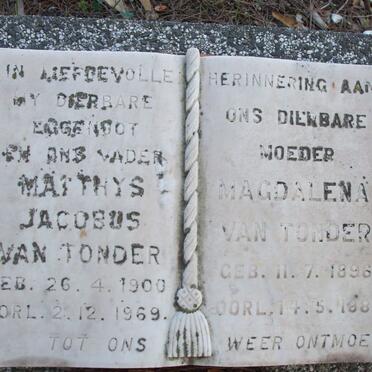 IN LIEFDEVOLLE HERINNERING AAN
MY DIERBARE
EGGENOOT
EN ONS VADER
MATTHYS
JACOBUS
VAN TONDER
GEB. 26. 4. 1900
OORL. 2. 12. 1969.
ONS DIERBARE
MOEDER
MAGDALENA
VAN TONDER
GEB. 11. 7. 1896
OORL. 14. 5. 
TOT ONS WEER ONTMOE